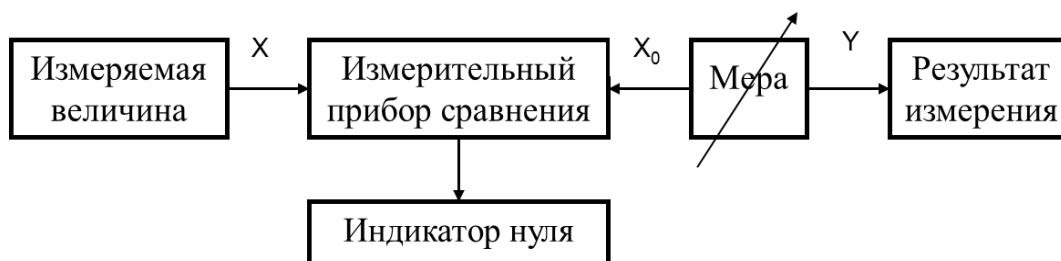 Измеряемая
величина
X
Измерительный
прибор сравнения
X₀
Мера
Y
Результат
измерения
Индикатор нуля